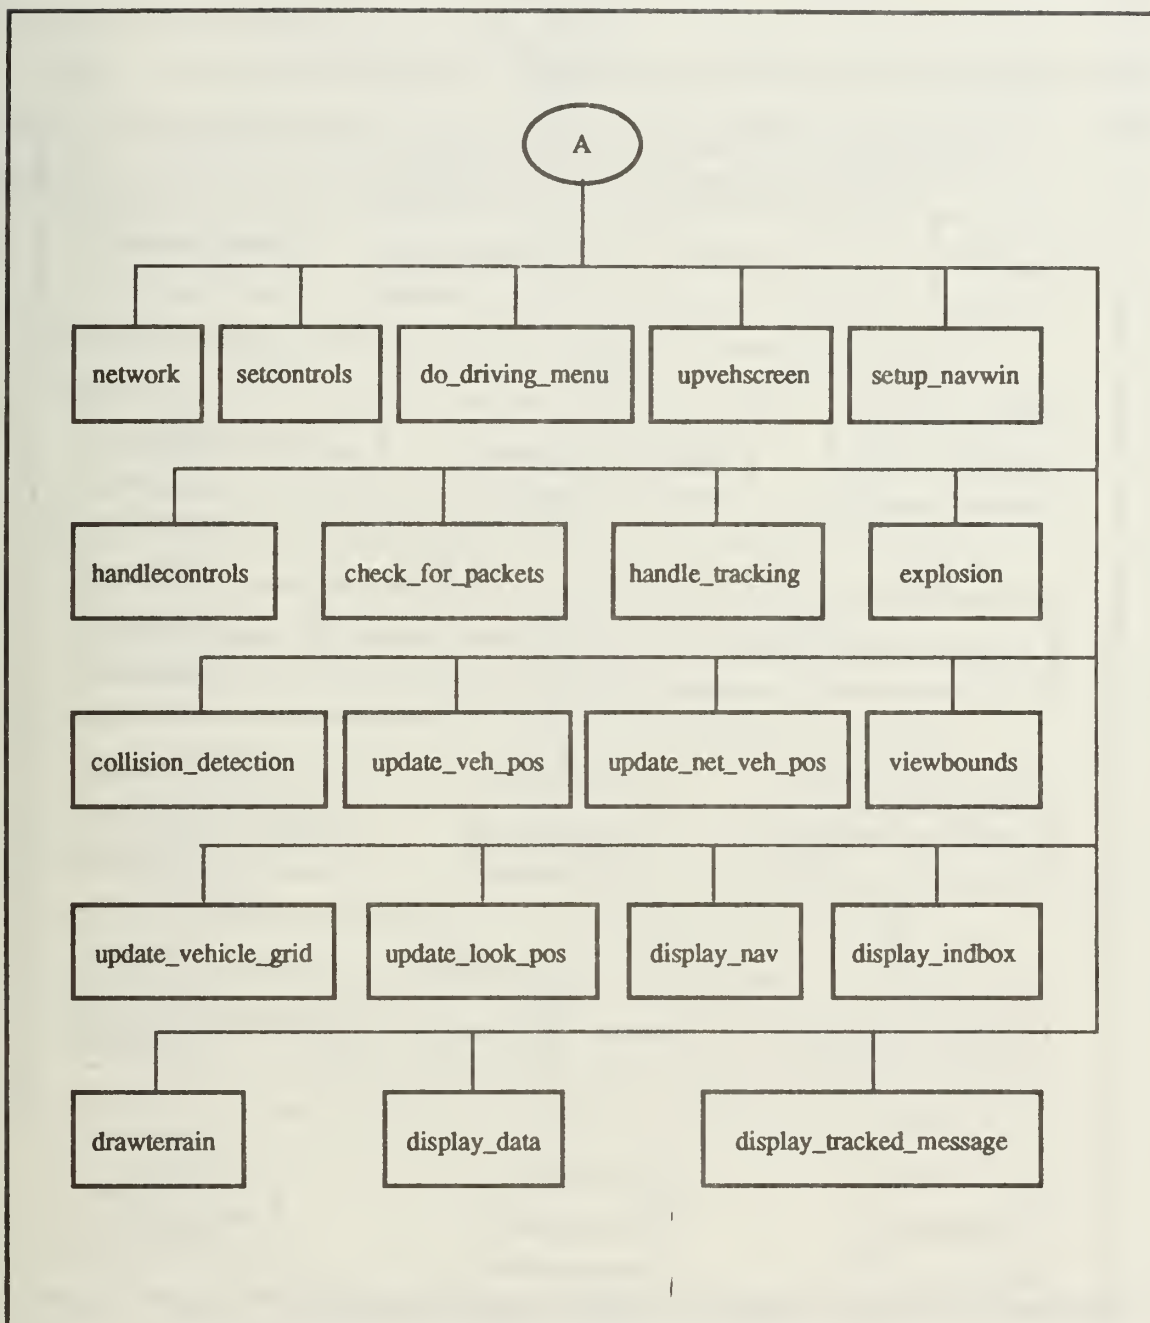 A
network
setcontrols
do_driving_menu
upvehscreen
setup_navwin
handlecontrols
check_for_packets
handle_tracking
explosion
collision_detection
update_veh_pos
update_net_veh_pos
viewbounds
update_vehicle_grid
update_look_pos
display_nav
display_indbox
drawterrain
display_data
display_tracked_message